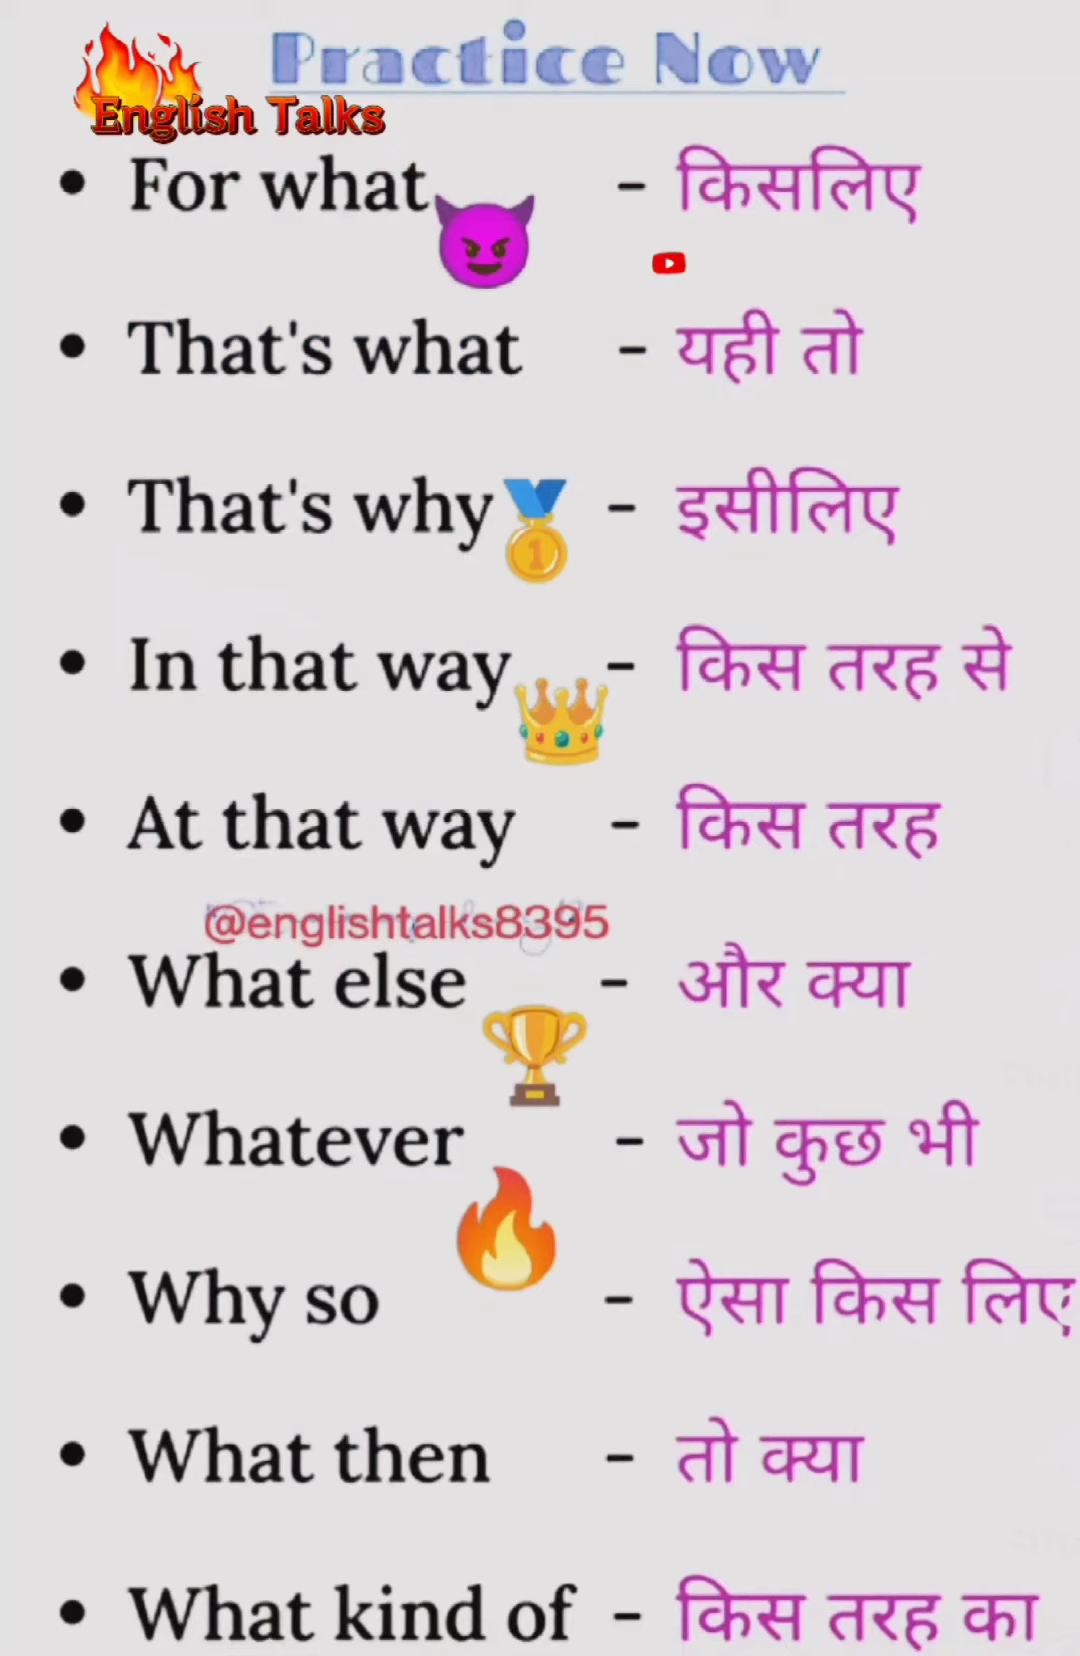 Practice Now
English Talks
For what - किसलिए
That's what - यही तो
That's why - इसीलिए
In that way - किस तरह से
At that way - किस तरह
@englishtalks8395
What else - और क्या
Whatever - जो कुछ भी
Why so - ऐसा किस लिए
What then - तो क्या
What kind of - किस तरह का